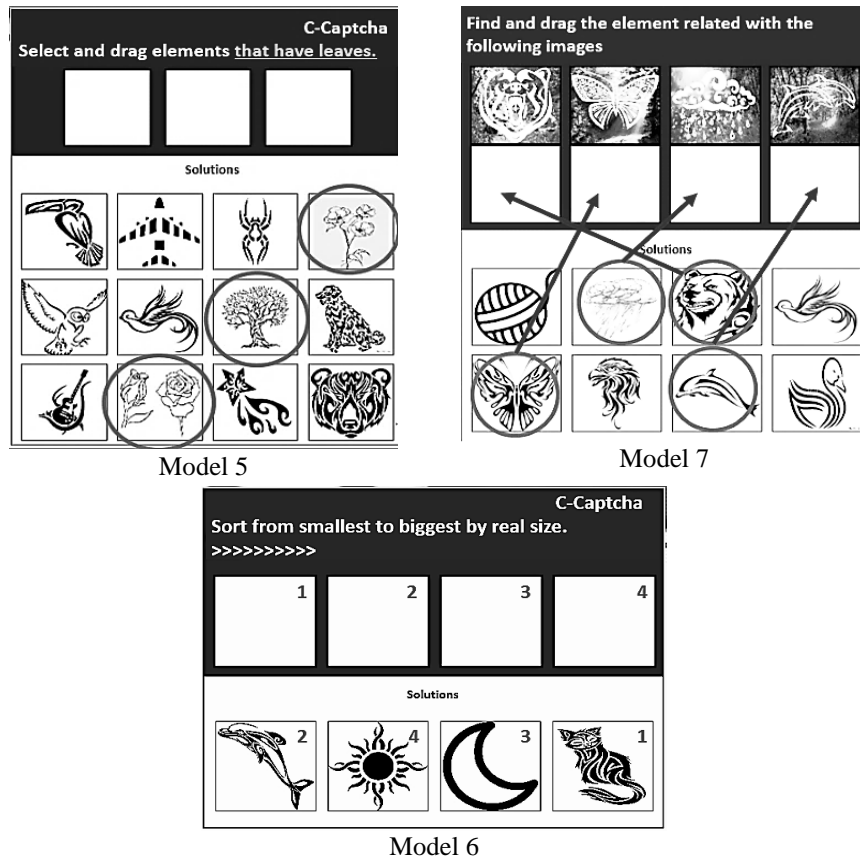 C-Captcha
Select and drag elements that have leaves.
Solutions
Model 5
Find and drag the element related with the
following images
Solutions
Model 7
C-Captcha
Sort from smallest to biggest by real size.
>>>>>>>>>>
1 2 3 4
Solutions
2 4 3 1
Model 6